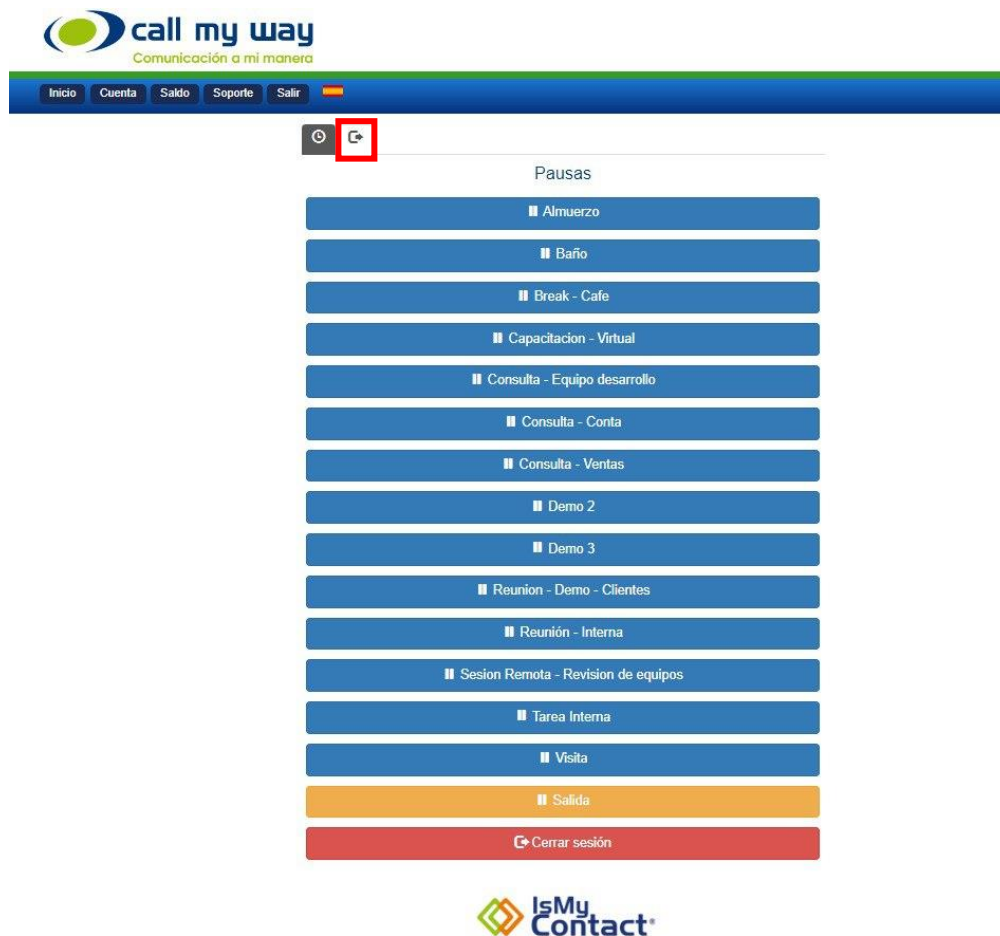 call my way
Comunicación a mi manera
Inicio Cuenta Saldo Soporte Salir
Pausas
Almuerzo
Baño
Break - Cafe
Capacitacion - Virtual
Consulta - Equipo desarrollo
Consulta - Conta
Consulta - Ventas
Demo 2
Demo 3
Reunion - Demo - Clientes
Reunión - Interna
Sesion Remota - Revision de equipos
Tarea Interna
Visita
Salida
Cerrar sesión
IsMy
Contact